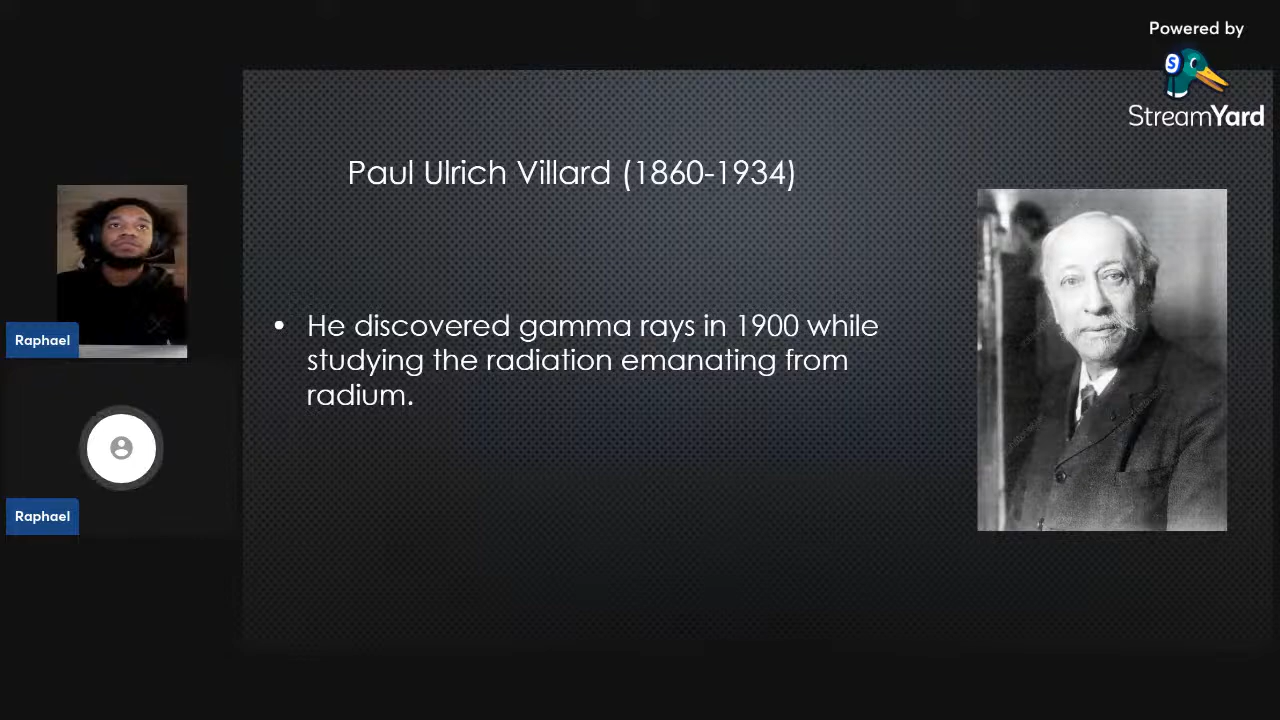 Powered by
S
StreamYard
Paul Ulrich Villard (1860-1934)
• He discovered gamma rays in 1900 while
studying the radiation emanating from
radium.
Raphael
Raphael